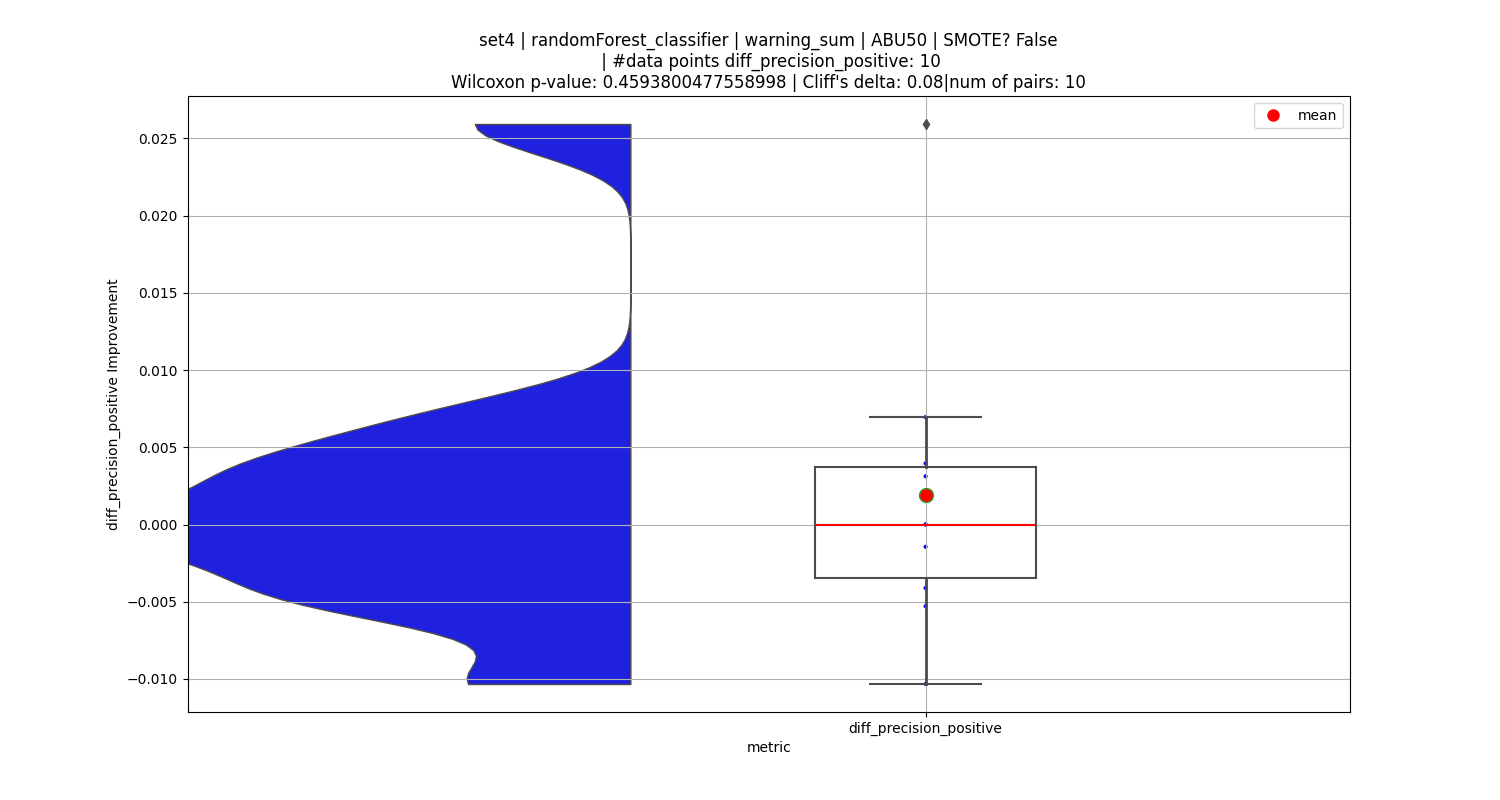 set4 | randomForest_classifier | warning_sum | ABU50 | SMOTE? False
| #data points diff_precision_positive: 10
Wilcoxon p-value: 0.4593800477558998 | Cliff's delta: 0.08|num of pairs: 10
mean
0.025
0.020
0.015
0.010
0.005
0.000
−0.005
−0.010
diff_precision_positive Improvement
diff_precision_positive
metric